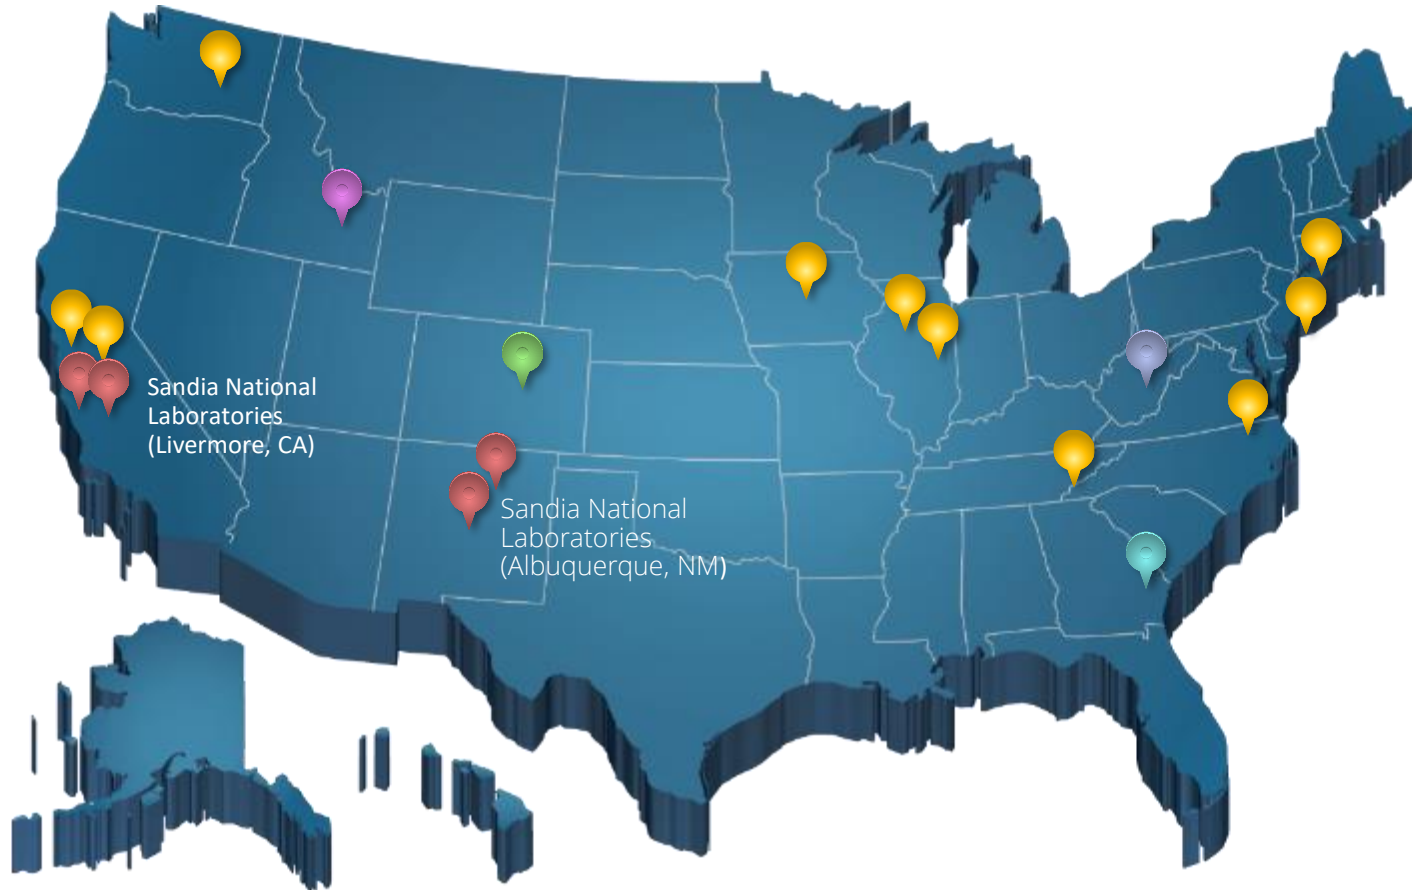 Sandia National
Laboratories
(Livermore, CA)
Sandia National
Laboratories
(Albuquerque, NM)